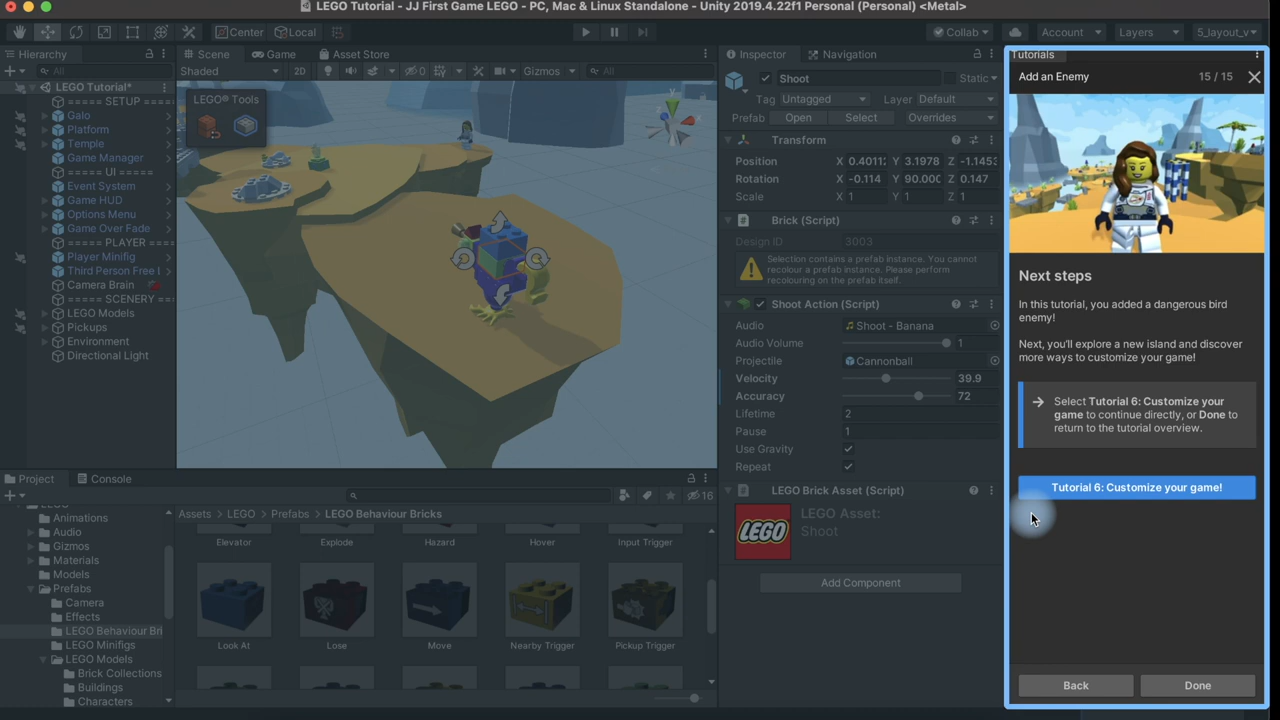 LEGO Tutorial - JJ First Game LEGO - PC, Mac & Linux Standalone - Unity 2019.4.22f1 Personal (Personal) <Metal>
Center Local Collab Account Layers 5_layout_v
Hierarchy
All
LEGO Tutorial*
===== SETUP =====
Galo
Platform
Temple
Game Manager
===== UI =====
Event System
Game HUD
Options Menu
Game Over Fade
===== PLAYER ====
Player Minifig
Third Person Free L
Camera Brain
===== SCENERY ===
LEGO Models
Pickups
Environment
Directional Light
Scene Game Asset Store
Shaded 2D 0 Gizmos All
LEGO® Tools
y
x
Inspector Navigation
Shoot Static
Tag Untagged Layer Default
Prefab Open Select Overrides
Transform
Position X 0.4011 Y 3.1978 Z -1.145
Rotation X -0.114 Y 90.000 Z 0.147
Scale X 1 Y 1 Z 1
Brick (Script)
Design ID 3003
Selection contains a prefab instance. You cannot
recolour a prefab instance. Please perform
recolouring on the prefab itself.
Shoot Action (Script)
Audio Shoot - Banana
Audio Volume 1
Projectile Cannonball
Velocity 39.9
Accuracy 72
Lifetime 2
Pause 1
Use Gravity
Repeat
LEGO Brick Asset (Script)
LEGO
LEGO Asset:
Shoot
Add Component
Tutorials
Add an Enemy 15 / 15
Next steps
In this tutorial, you added a dangerous bird
enemy!
Next, you'll explore a new island and discover
more ways to customize your game!
Select Tutorial 6: Customize your
game to continue directly, or Done to
return to the tutorial overview.
Tutorial 6: Customize your game!
Back Done
Project Console
16
LEGO
Animations
Audio
Gizmos
Materials
Models
Prefabs
Camera
Effects
LEGO Behaviour Bri
LEGO Minifigs
LEGO Models
Brick Collections
Buildings
Characters
Assets > LEGO > Prefabs > LEGO Behaviour Bricks
Elevator Explode Hazard Hover Input Trigger
Look At Lose Move Nearby Trigger Pickup Trigger